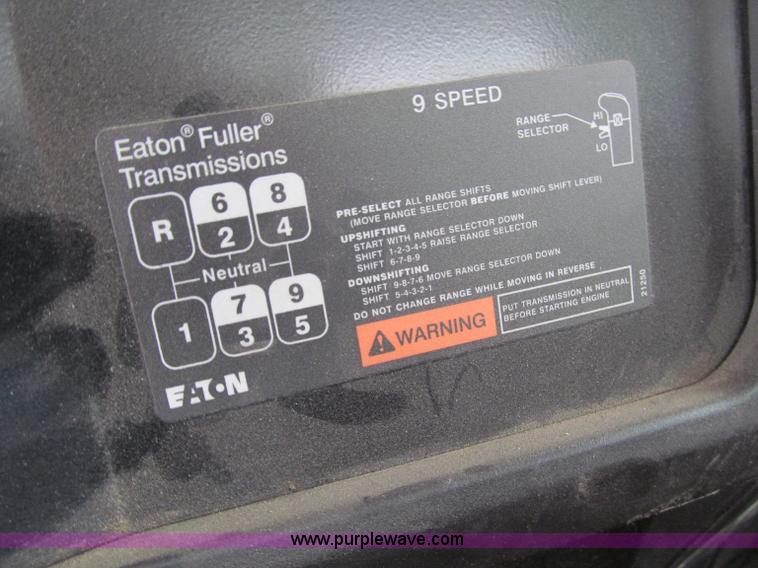 9 SPEED
Eaton® Fuller®
Transmissions
RANGE
SELECTOR
HI
LO
R 6 8
2 4
Neutral
1 7 9
3 5
PRE-SELECT ALL RANGE SHIFTS
(MOVE RANGE SELECTOR BEFORE MOVING SHIFT LEVER)
UPSHIFTING
START WITH RANGE SELECTOR DOWN
SHIFT 1-2-3-4-5 RAISE RANGE SELECTOR
SHIFT 6-7-8-9
DOWNSHIFTING
SHIFT 9-8-7-6 MOVE RANGE SELECTOR DOWN
SHIFT 5-4-3-2-1
DO NOT CHANGE RANGE WHILE MOVING IN REVERSE
WARNING
PUT TRANSMISSION IN NEUTRAL
BEFORE STARTING ENGINE
21250
EATON
www.purplewave.com